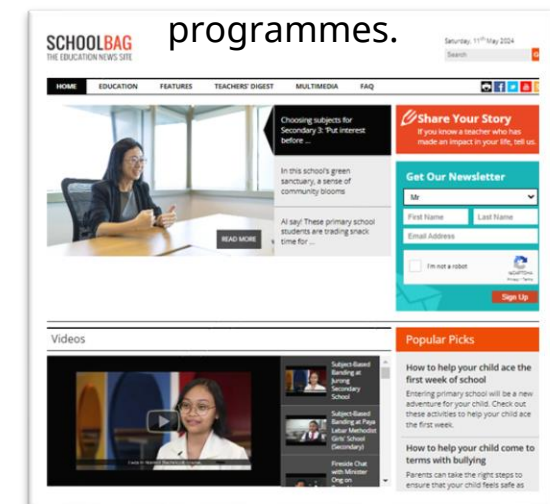 programmes.
SCHOOLBAG
THE EDUCATION NEWS SITE
Saturday, 11th May 2024
Search
G
HOME
EDUCATION
FEATURES
TEACHERS' DIGEST
MULTIMEDIA
FAQ
Choosing subjects for
Secondary 3: 'Put interest
before ...
In this school's green
sanctuary, a sense of
community blooms
AI say! These primary school
students are trading snack
time for ...
READ MORE
Share Your Story
If you know a teacher who has
made an impact in your life, tell us.
Get Our Newsletter
Mr
First Name
Last Name
Email Address
I'm not a robot
reCAPTCHA
Privacy - Terms
Sign Up
Videos
Subject-Based
Banding at
Jurong
Secondary
School
Subject-Based
Banding at Paya
Lebar Methodist
Girls' School
(Secondary)
Fireside Chat
with Minister
Ong on
Popular Picks
How to help your child ace the
first week of school
Entering primary school will be a new
adventure for your child. Check out
these activities to help your child ace
the first week.
How to help your child come to
terms with bullying
Parents can take the right steps to
ensure that your child feels safe as